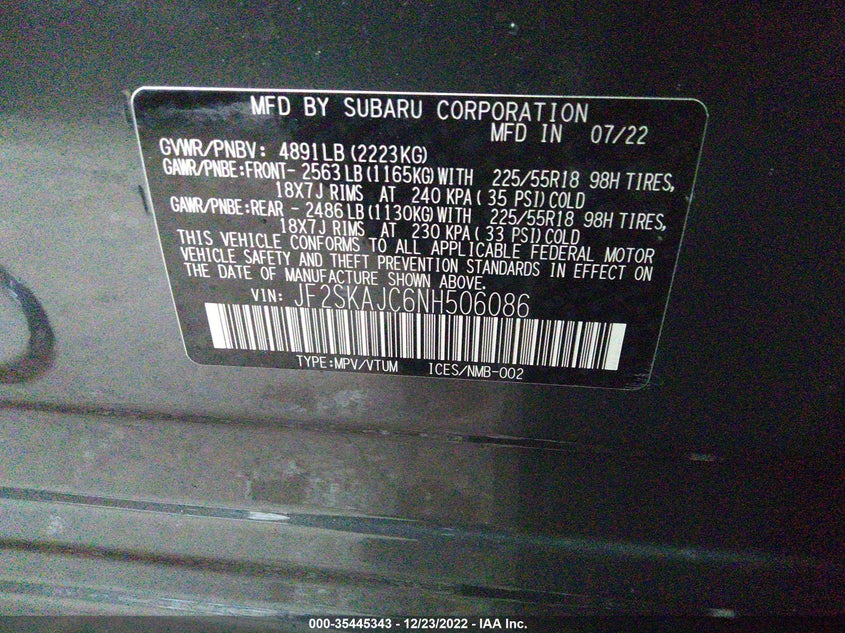 MFD BY SUBARU CORPORATION
MFD IN 07/22
GVWR/PNBV: 4891LB (2223KG)
GAWR/PNBE:FRONT- 2563LB (1165KG)WITH 225/55R18 98H TIRES,
18X7J RIMS AT 240 KPA( 35 PSI)COLD
GAWR/PNBE:REAR - 2486LB (1130KG)WITH 225/55R18 98H TIRES,
18X7J RIMS AT 230 KPA( 33 PSI)COLD
THIS VEHICLE CONFORMS TO ALL APPLICABLE FEDERAL MOTOR
VEHICLE SAFETY AND THEFT PREVENTION STANDARDS IN EFFECT ON
THE DATE OF MANUFACTURE SHOWN ABOVE.
VIN: JF2SKAJC6NH506086
TYPE:MPV/VTUM ICES/NMB-002
000-35445343 - 12/23/2022 - IAA Inc.